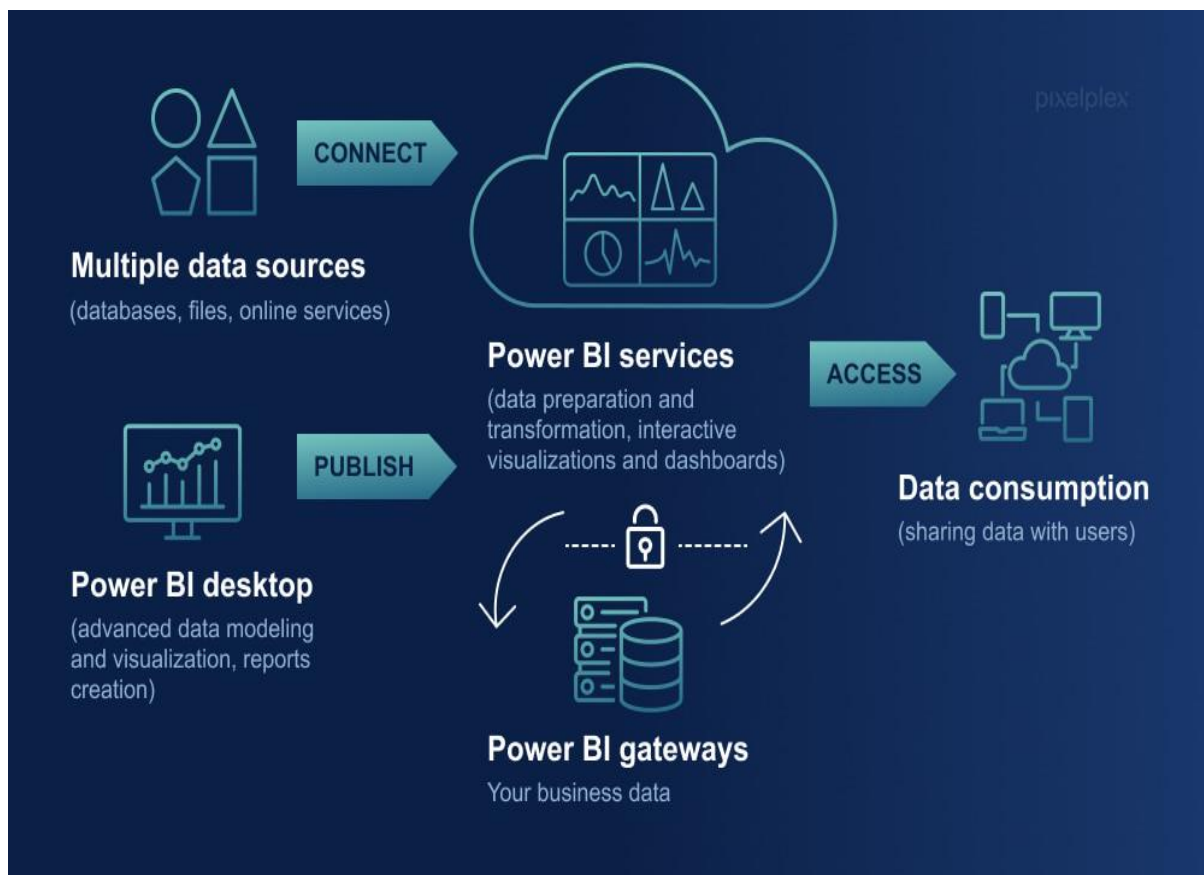 pixelplex
CONNECT
Multiple data sources
(databases, files, online services)
Power BI services
(data preparation and
transformation, interactive
visualizations and dashboards)
ACCESS
PUBLISH
Data consumption
(sharing data with users)
Power BI desktop
(advanced data modeling
and visualization, reports
creation)
Power BI gateways
Your business data